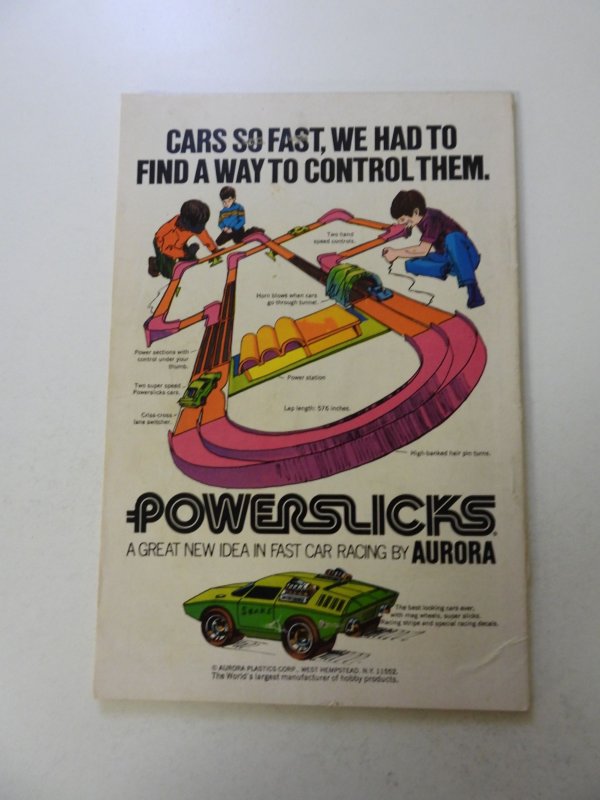 CARS SO FAST, WE HAD TO
FIND A WAY TO CONTROL THEM.
Two hand
speed controls.
Horn blows when cars
go through tunnel.
Power sections with
control under your
thumb.
Power station
Two super speed
Powerslicks cars.
Lap length: 576 inches.
Criss-cross
lane switcher.
High-banked hair pin turns.
POWERSLICKS
A GREAT NEW IDEA IN FAST CAR RACING BY AURORA
The best looking cars ever,
with mag wheels, super slicks.
Racing stripe and special racing decals.
© AURORA PLASTICS CORP., WEST HEMPSTEAD, N.Y. 11552.
The World's largest manufacturer of hobby products.